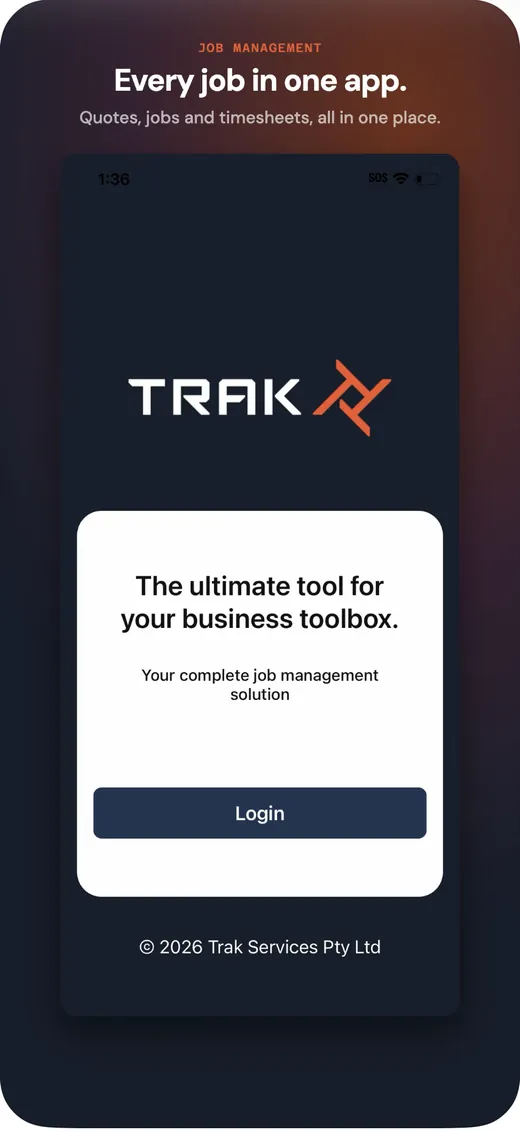 JOB MANAGEMENT
Every job in one app.
Quotes, jobs and timesheets, all in one place.
1:36
SOS
TRAK
The ultimate tool for
your business toolbox.
Your complete job management
solution
Login
© 2026 Trak Services Pty Ltd